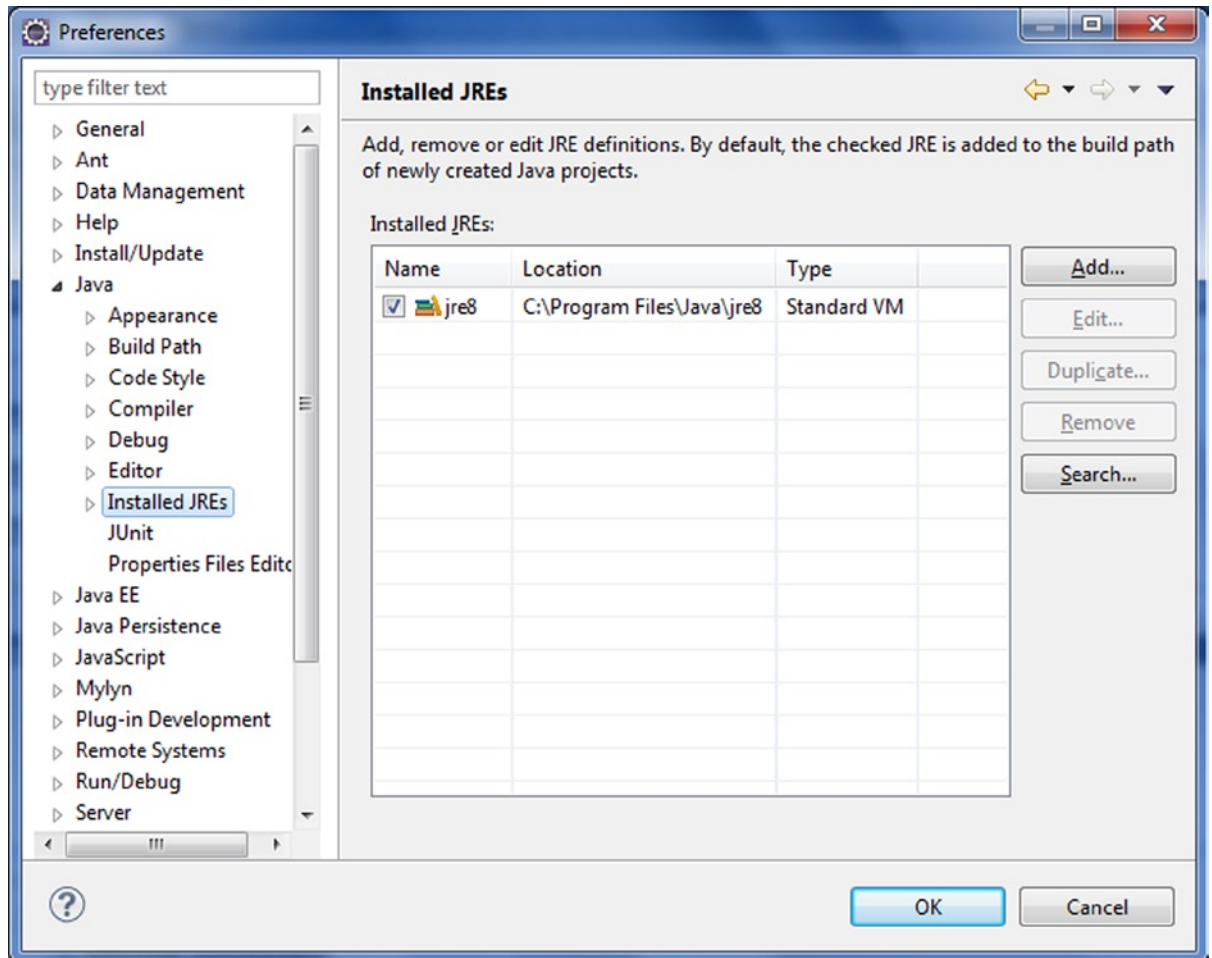 Preferences
type filter text
General
Ant
Data Management
Help
Install/Update
Java
Appearance
Build Path
Code Style
Compiler
Debug
Editor
Installed JREs
JUnit
Properties Files Edito
Java EE
Java Persistence
JavaScript
Mylyn
Plug-in Development
Remote Systems
Run/Debug
Server
Installed JREs
Add, remove or edit JRE definitions. By default, the checked JRE is added to the build path
of newly created Java projects.
Installed JREs:
Name Location Type
jre8 C:\Program Files\Java\jre8 Standard VM
Add...
Edit...
Duplicate...
Remove
Search...
OK Cancel